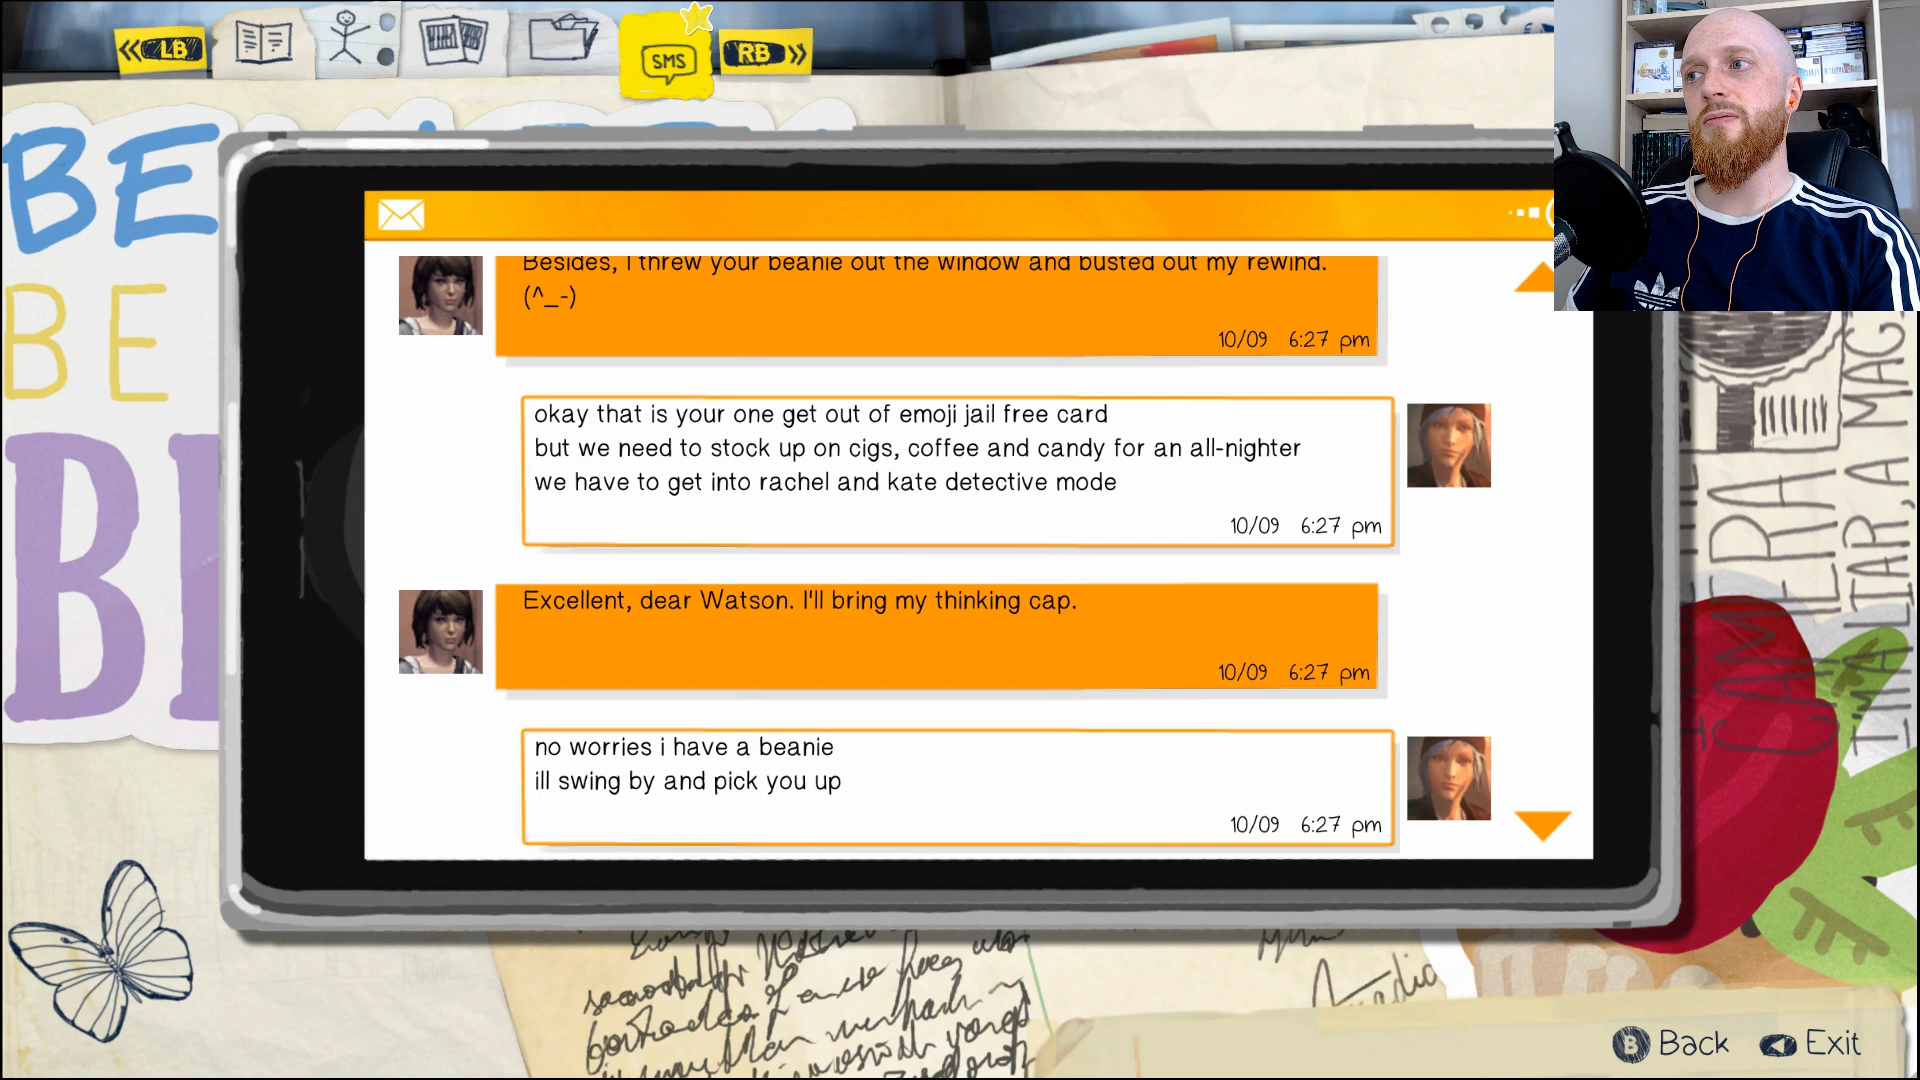 LB
SMS
RB
BE
BE
BE
Besides, I threw your beanie out the window and busted out my rewind.
(^_-)
10/09 6:27 pm
okay that is your one get out of emoji jail free card
but we need to stock up on cigs, coffee and candy for an all-nighter
we have to get into rachel and kate detective mode
10/09 6:27 pm
Excellent, dear Watson. I'll bring my thinking cap.
10/09 6:27 pm
no worries i have a beanie
ill swing by and pick you up
10/09 6:27 pm
CAMERA
B Back
Exit